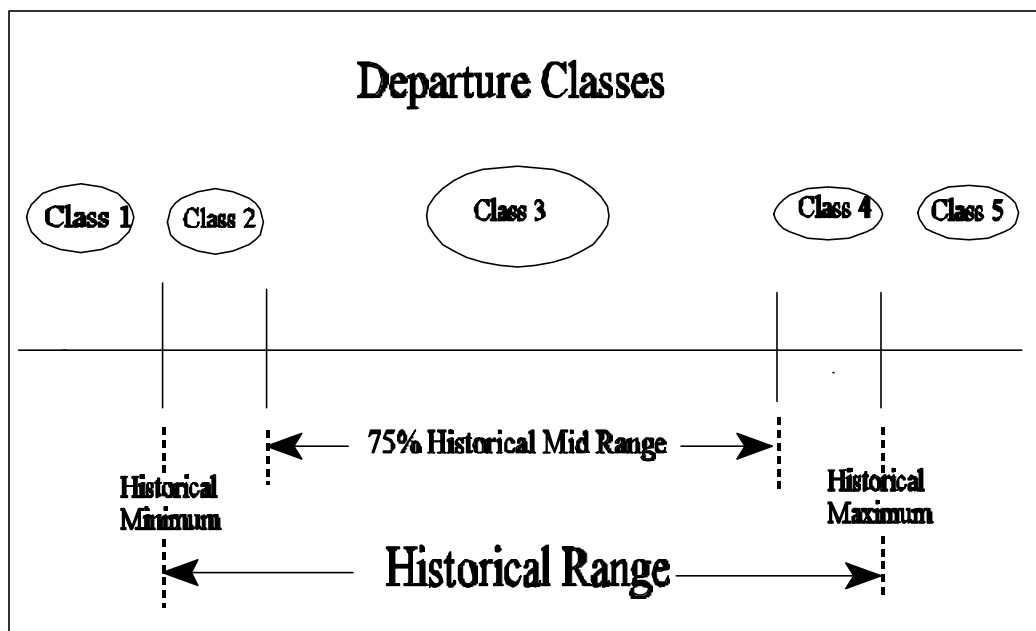 Departure Classes
Class 1
Class 2
Class 3
Class 4
Class 5
75% Historical Mid Range
Historical
Minimum
Historical
Maximum
Historical Range